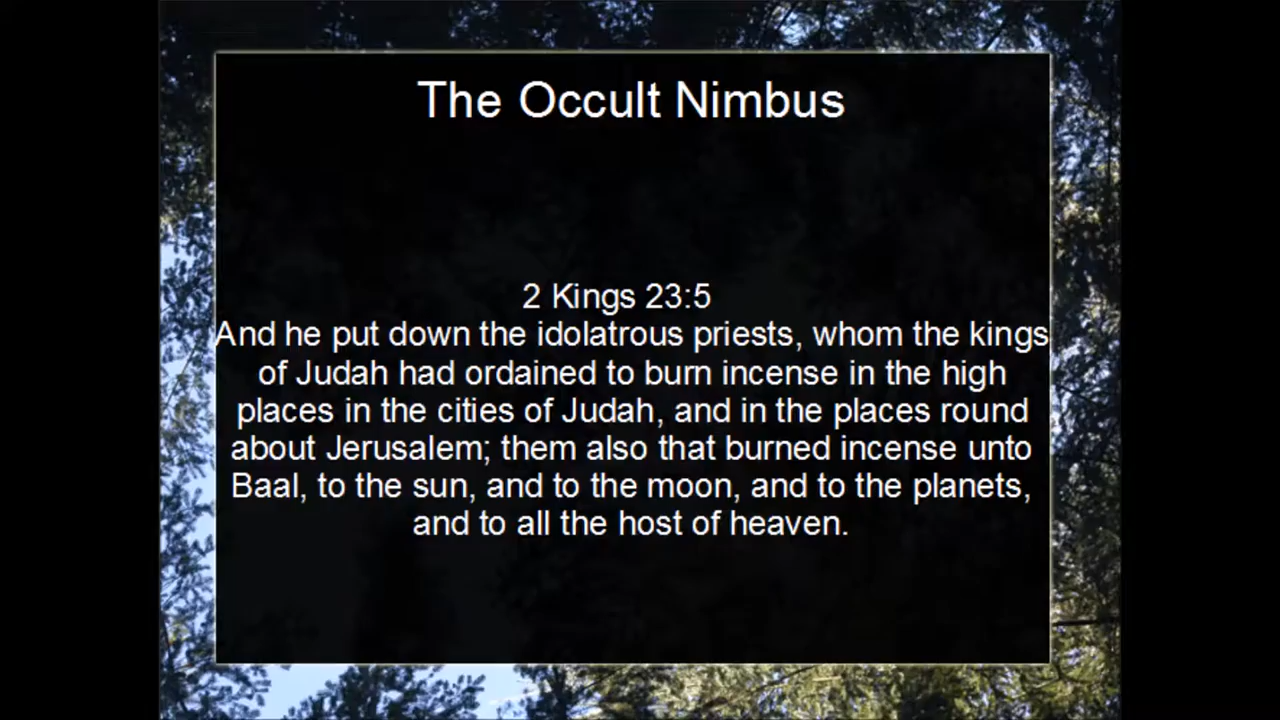 The Occult Nimbus
2 Kings 23:5
And he put down the idolatrous priests, whom the kings
of Judah had ordained to burn incense in the high
places in the cities of Judah, and in the places round
about Jerusalem; them also that burned incense unto
Baal, to the sun, and to the moon, and to the planets,
and to all the host of heaven.